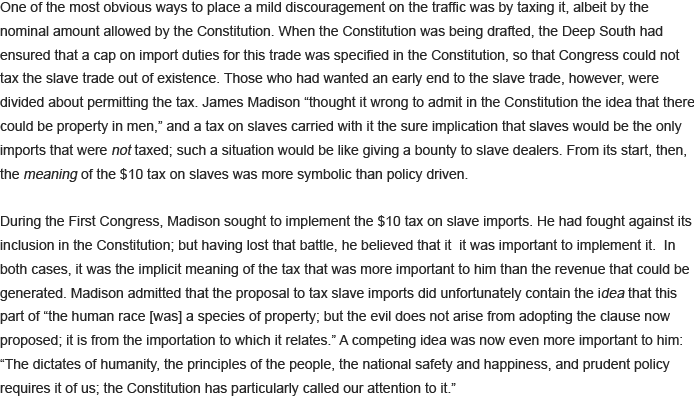 One of the most obvious ways to place a mild discouragement on the traffic was by taxing it, albeit by the
nominal amount allowed by the Constitution. When the Constitution was being drafted, the Deep South had
ensured that a cap on import duties for this trade was specified in the Constitution, so that Congress could not
tax the slave trade out of existence. Those who had wanted an early end to the slave trade, however, were
divided about permitting the tax. James Madison “thought it wrong to admit in the Constitution the idea that there
could be property in men,” and a tax on slaves carried with it the sure implication that slaves would be the only
imports that were not taxed; such a situation would be like giving a bounty to slave dealers. From its start, then,
the meaning of the $10 tax on slaves was more symbolic than policy driven.

During the First Congress, Madison sought to implement the $10 tax on slave imports. He had fought against its
inclusion in the Constitution; but having lost that battle, he believed that it  it was important to implement it.  In
both cases, it was the implicit meaning of the tax that was more important to him than the revenue that could be
generated. Madison admitted that the proposal to tax slave imports did unfortunately contain the idea that this
part of “the human race [was] a species of property; but the evil does not arise from adopting the clause now
proposed; it is from the importation to which it relates.” A competing idea was now even more important to him:
“The dictates of humanity, the principles of the people, the national safety and happiness, and prudent policy
requires it of us; the Constitution has particularly called our attention to it.”